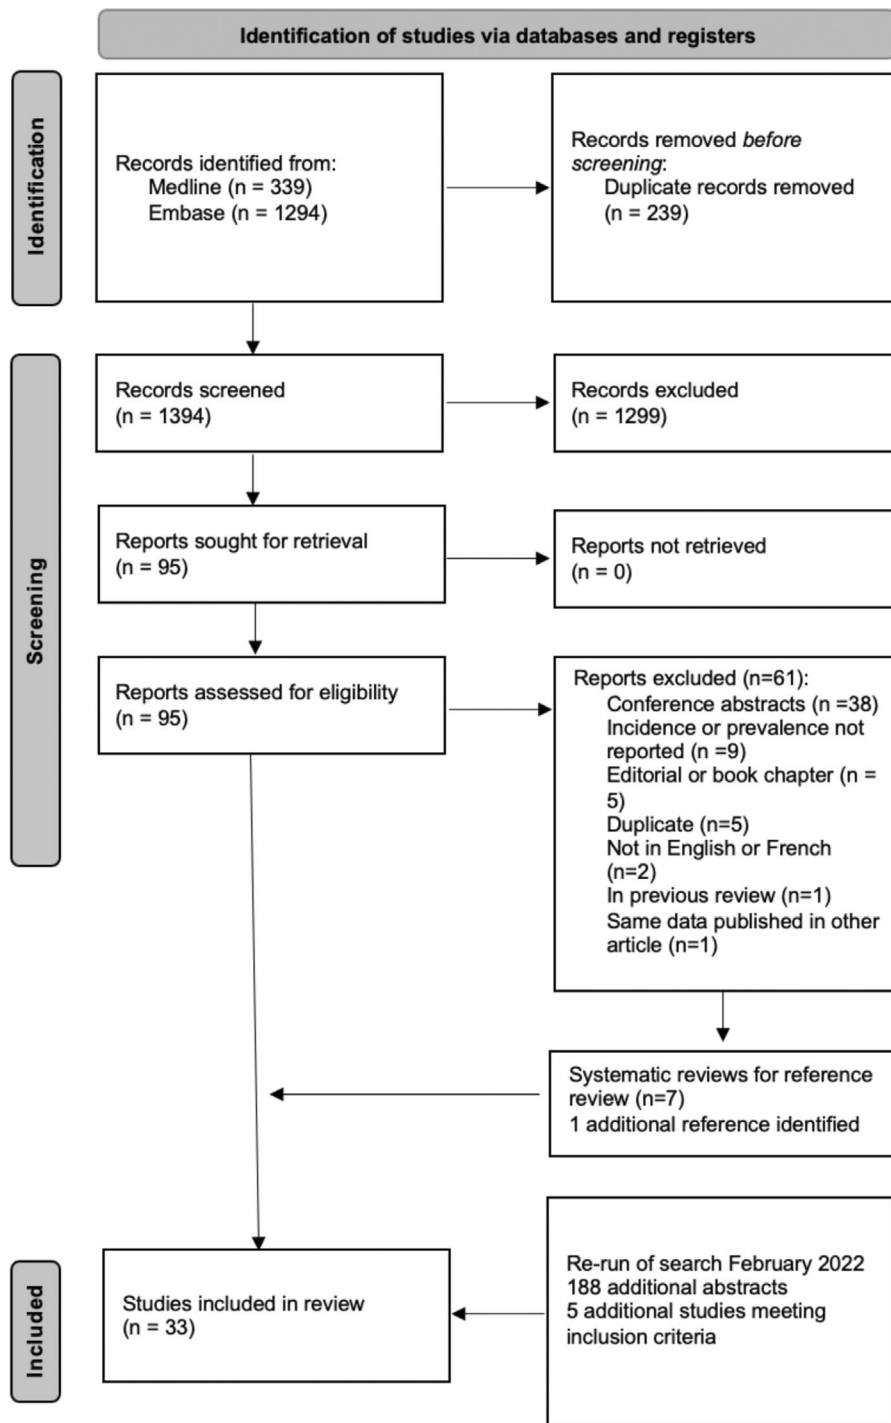 Identification of studies via databases and registers
Identification
Records identified from:
Medline (n = 339)
Embase (n = 1294)
Records removed before
screening:
Duplicate records removed
(n = 239)
Screening
Records screened
(n = 1394)
Records excluded
(n = 1299)
Reports sought for retrieval
(n = 95)
Reports not retrieved
(n = 0)
Reports assessed for eligibility
(n = 95)
Reports excluded (n=61):
Conference abstracts (n =38)
Incidence or prevalence not
reported (n =9)
Editorial or book chapter (n =
5)
Duplicate (n=5)
Not in English or French
(n=2)
In previous review (n=1)
Same data published in other
article (n=1)
Systematic reviews for reference
review (n=7)
1 additional reference identified
Included
Studies included in review
(n = 33)
Re-run of search February 2022
188 additional abstracts
5 additional studies meeting
inclusion criteria